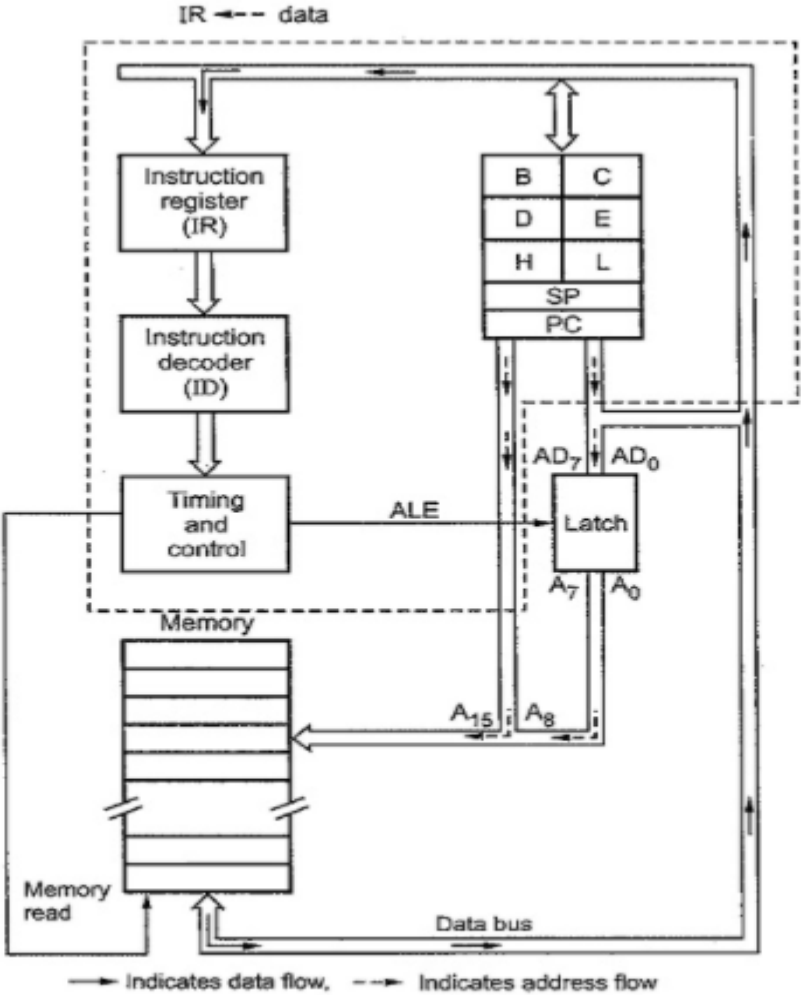 IR ◄--- data
Instruction
register
(IR)
B C
D E
H L
SP
PC
Instruction
decoder
(ID)
AD7 AD0
Timing
and
control
ALE
Latch
A7 A0
Memory
A15 A8
Memory
read
Data bus
Indicates data flow, Indicates address flow